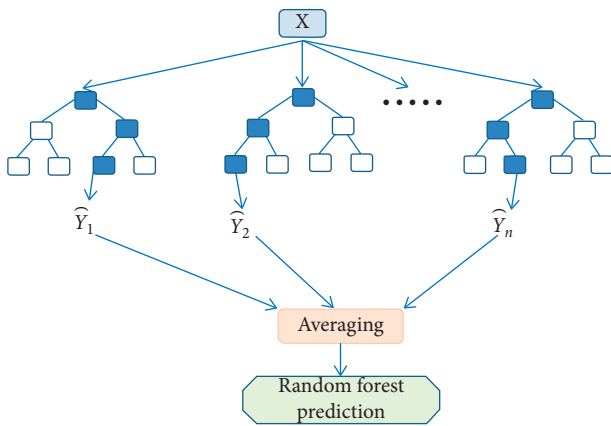 X
.....
Ŷ1
Ŷ2
Ŷn
Averaging
Random forest
prediction